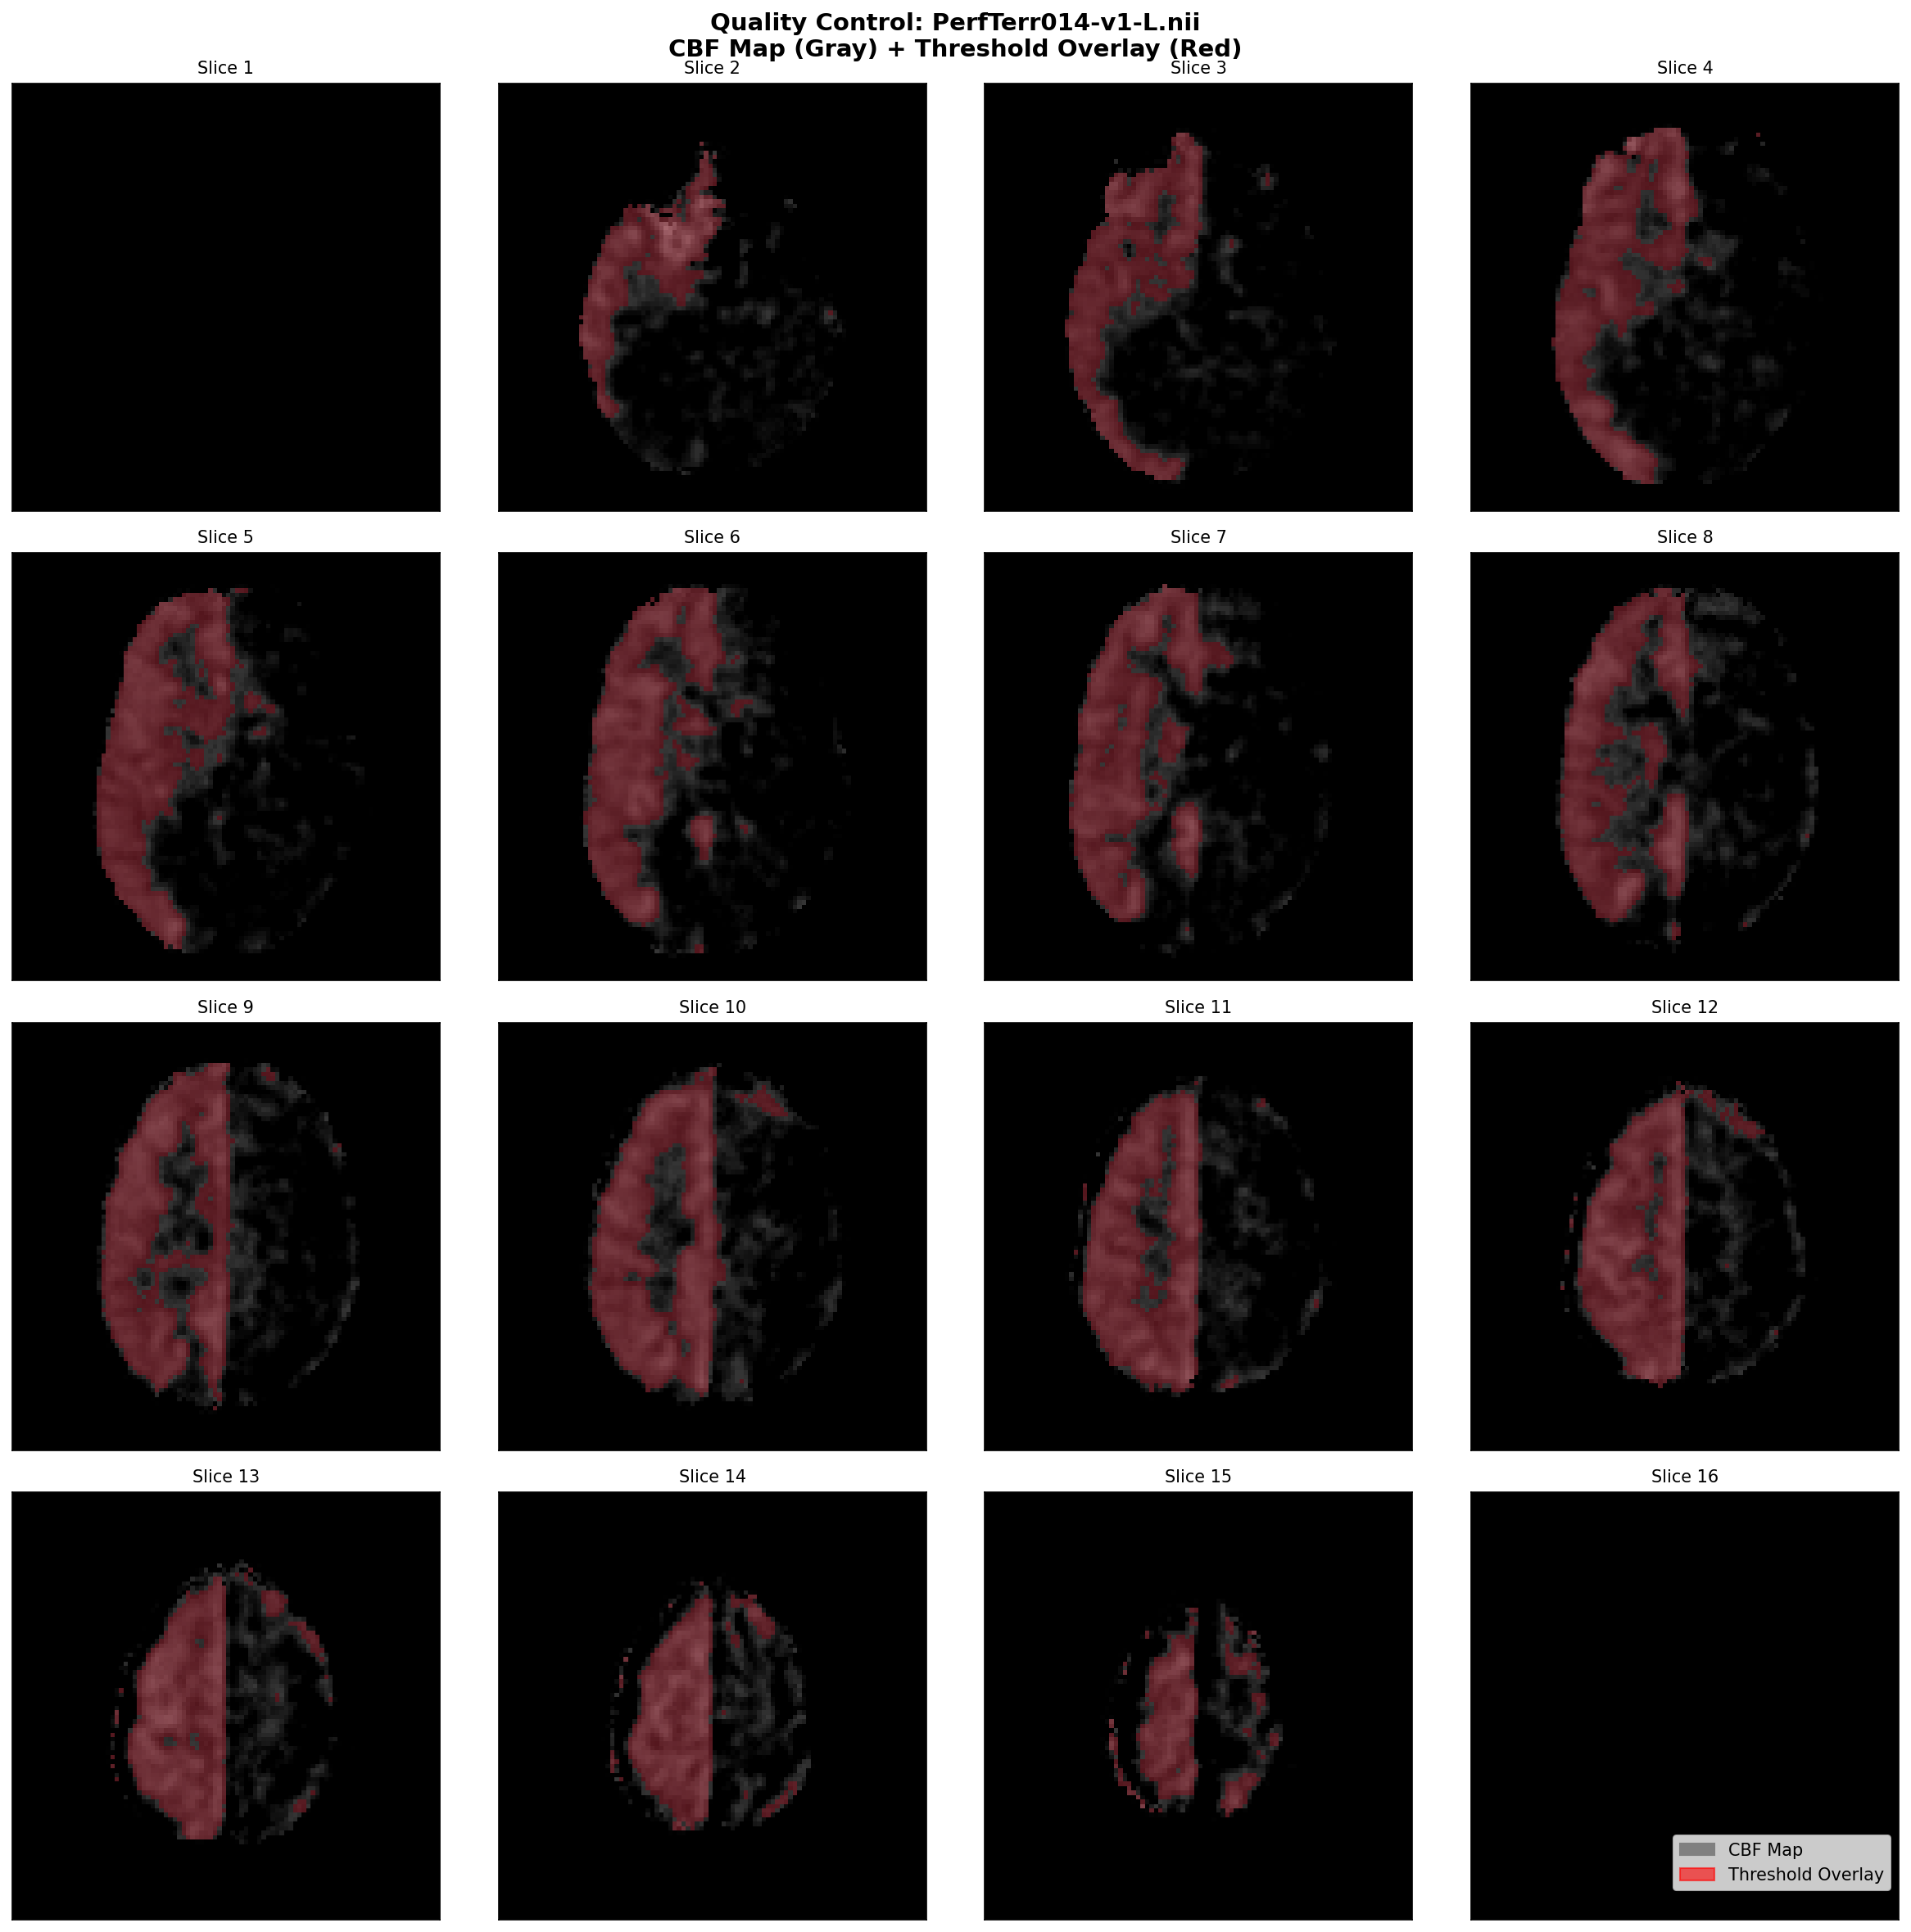 Quality Control: PerfTerr014-v1-L.nii
CBF Map (Gray) + Threshold Overlay (Red)
Slice 1
Slice 2
Slice 3
Slice 4
Slice 5
Slice 6
Slice 7
Slice 8
Slice 9
Slice 10
Slice 11
Slice 12
Slice 13
Slice 14
Slice 15
Slice 16
CBF Map
Threshold Overlay